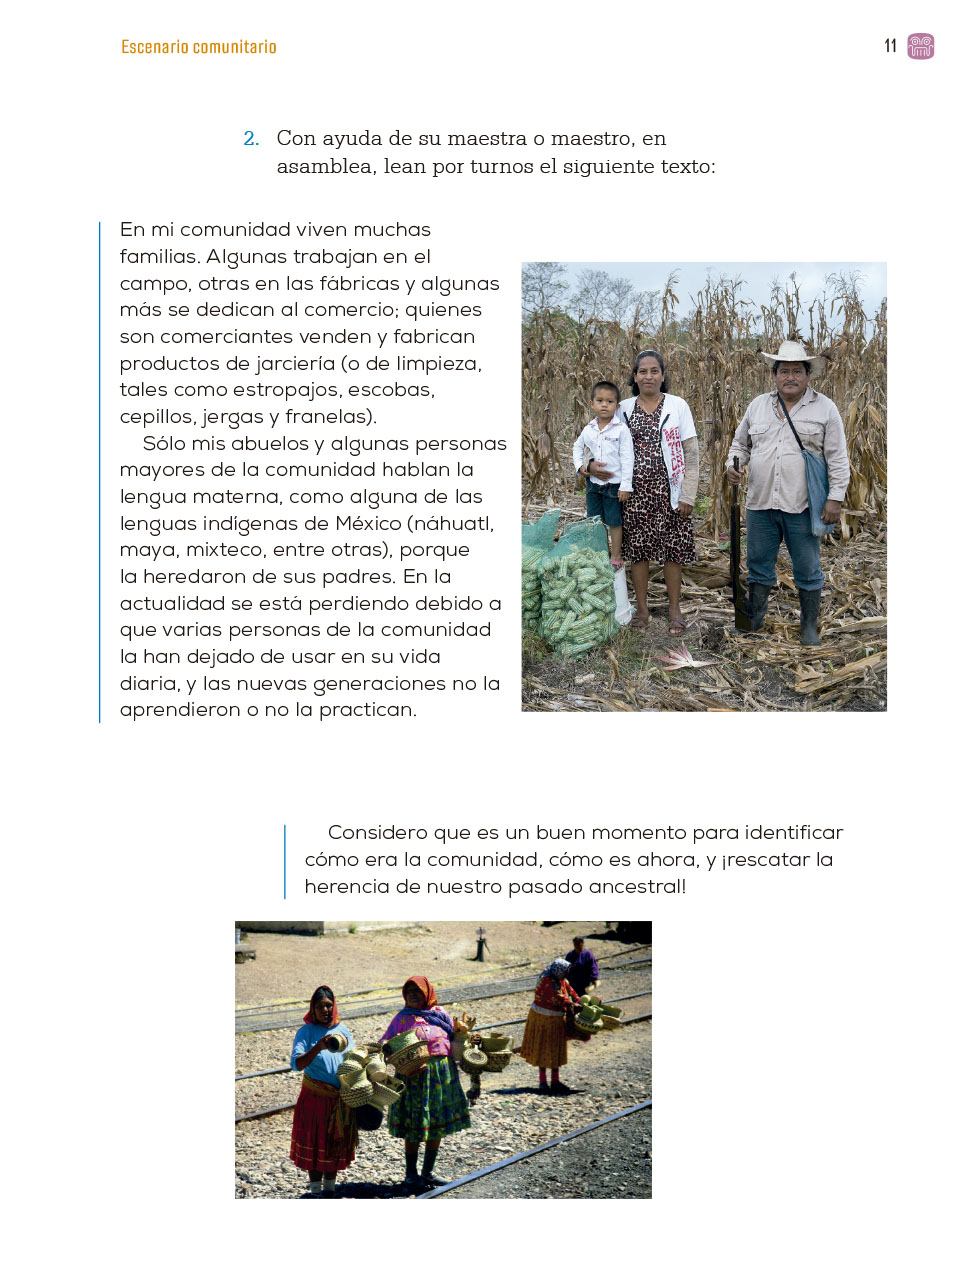 Escenario comunitario
11
2. Con ayuda de su maestra o maestro, en
asamblea, lean por turnos el siguiente texto:
En mi comunidad viven muchas
familias. Algunas trabajan en el
campo, otras en las fábricas y algunas
más se dedican al comercio; quienes
son comerciantes venden y fabrican
productos de jarciería (o de limpieza,
tales como estropajos, escobas,
cepillos, jergas y franelas).
Sólo mis abuelos y algunas personas
mayores de la comunidad hablan la
lengua materna, como alguna de las
lenguas indígenas de México (náhuatl,
maya, mixteco, entre otras), porque
la heredaron de sus padres. En la
actualidad se está perdiendo debido a
que varias personas de la comunidad
la han dejado de usar en su vida
diaria, y las nuevas generaciones no la
aprendieron o no la practican.
Considero que es un buen momento para identificar
cómo era la comunidad, cómo es ahora, y ¡rescatar la
herencia de nuestro pasado ancestral!